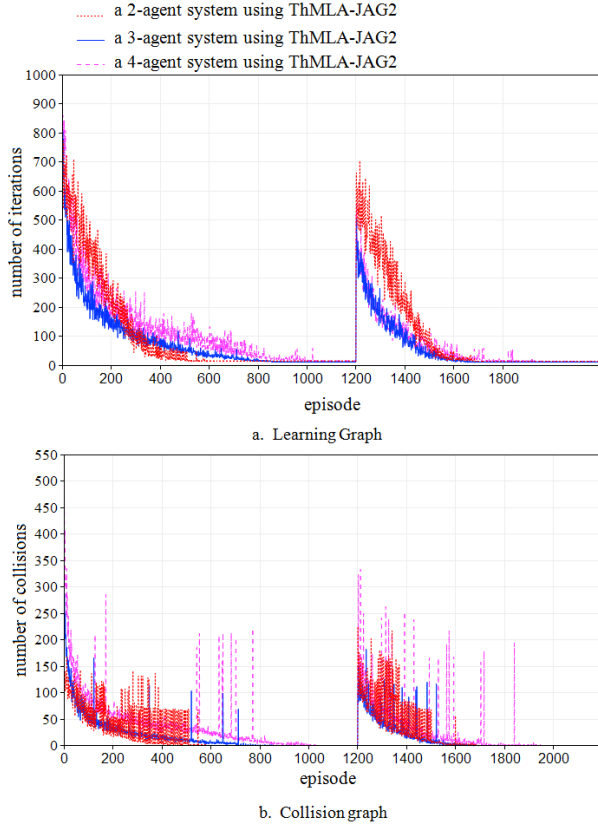 a 2-agent system using ThMLA-JAG2
a 3-agent system using ThMLA-JAG2
a 4-agent system using ThMLA-JAG2
1000
900
800
700
600
500
400
300
200
100
0
number of iterations
0 200 400 600 800 1000 1200 1400 1600 1800
episode
a. Learning Graph
550
500
450
400
350
300
250
200
150
100
50
0
number of collisions
0 200 400 600 800 1000 1200 1400 1600 1800 2000
episode
b. Collision graph